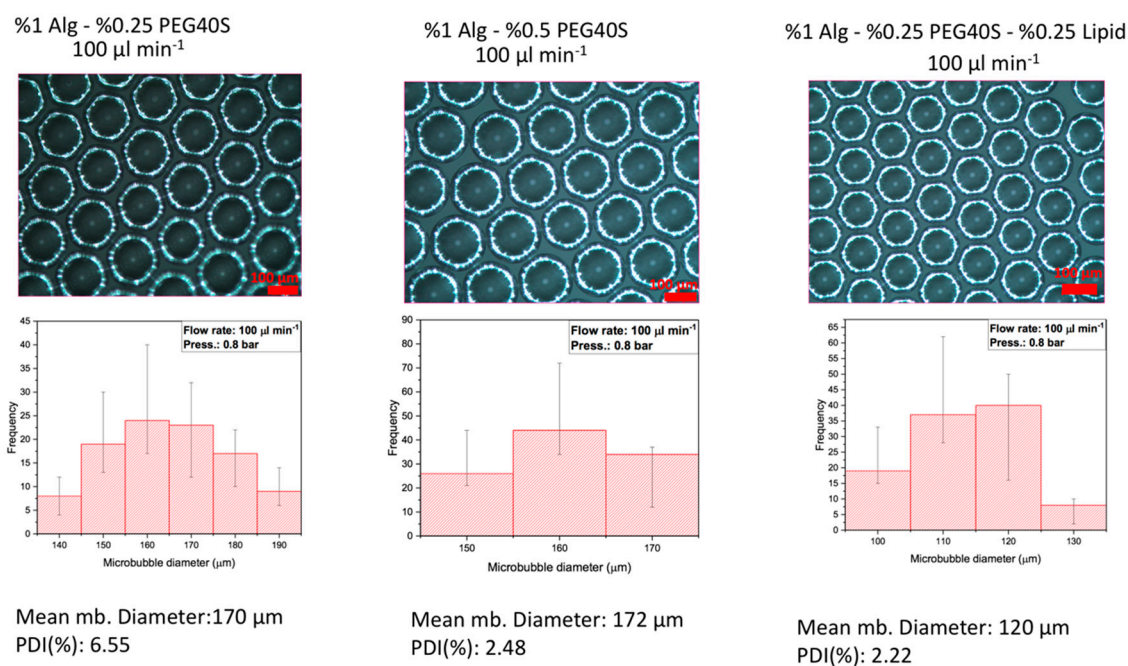 %1 Alg - %0.25 PEG40S
100 µl min⁻¹
%1 Alg - %0.5 PEG40S
100 µl min⁻¹
%1 Alg - %0.25 PEG40S - %0.25 Lipid
100 µl min⁻¹
100 µm
100 µm
100 µm
45
40
35
30
25
20
15
10
5
0
Frequency
Flow rate: 100 µl min⁻¹
Press.: 0.8 bar
140 150 160 170 180 190
Microbubble diameter (µm)
90
80
70
60
50
40
30
20
10
0
Frequency
Flow rate: 100 µl min⁻¹
Press.: 0.8 bar
150 160 170
Microbubble diameter (µm)
65
60
55
50
45
40
35
30
25
20
15
10
5
0
Frequency
Flow rate: 100 µl min⁻¹
Press.: 0.8 bar
100 110 120 130
Microbubble diameter (µm)
Mean mb. Diameter:170 µm
PDI(%): 6.55
Mean mb. Diameter: 172 µm
PDI(%): 2.48
Mean mb. Diameter: 120 µm
PDI(%): 2.22